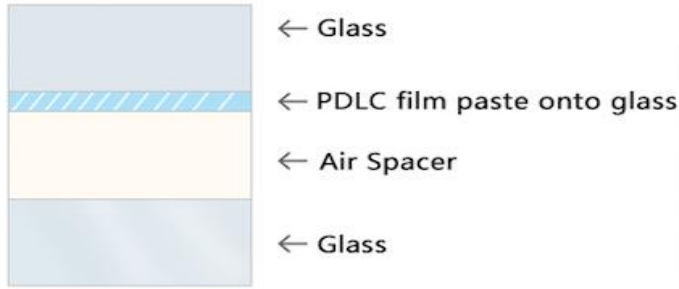 ← Glass
← PDLC film paste onto glass
← Air Spacer
← Glass